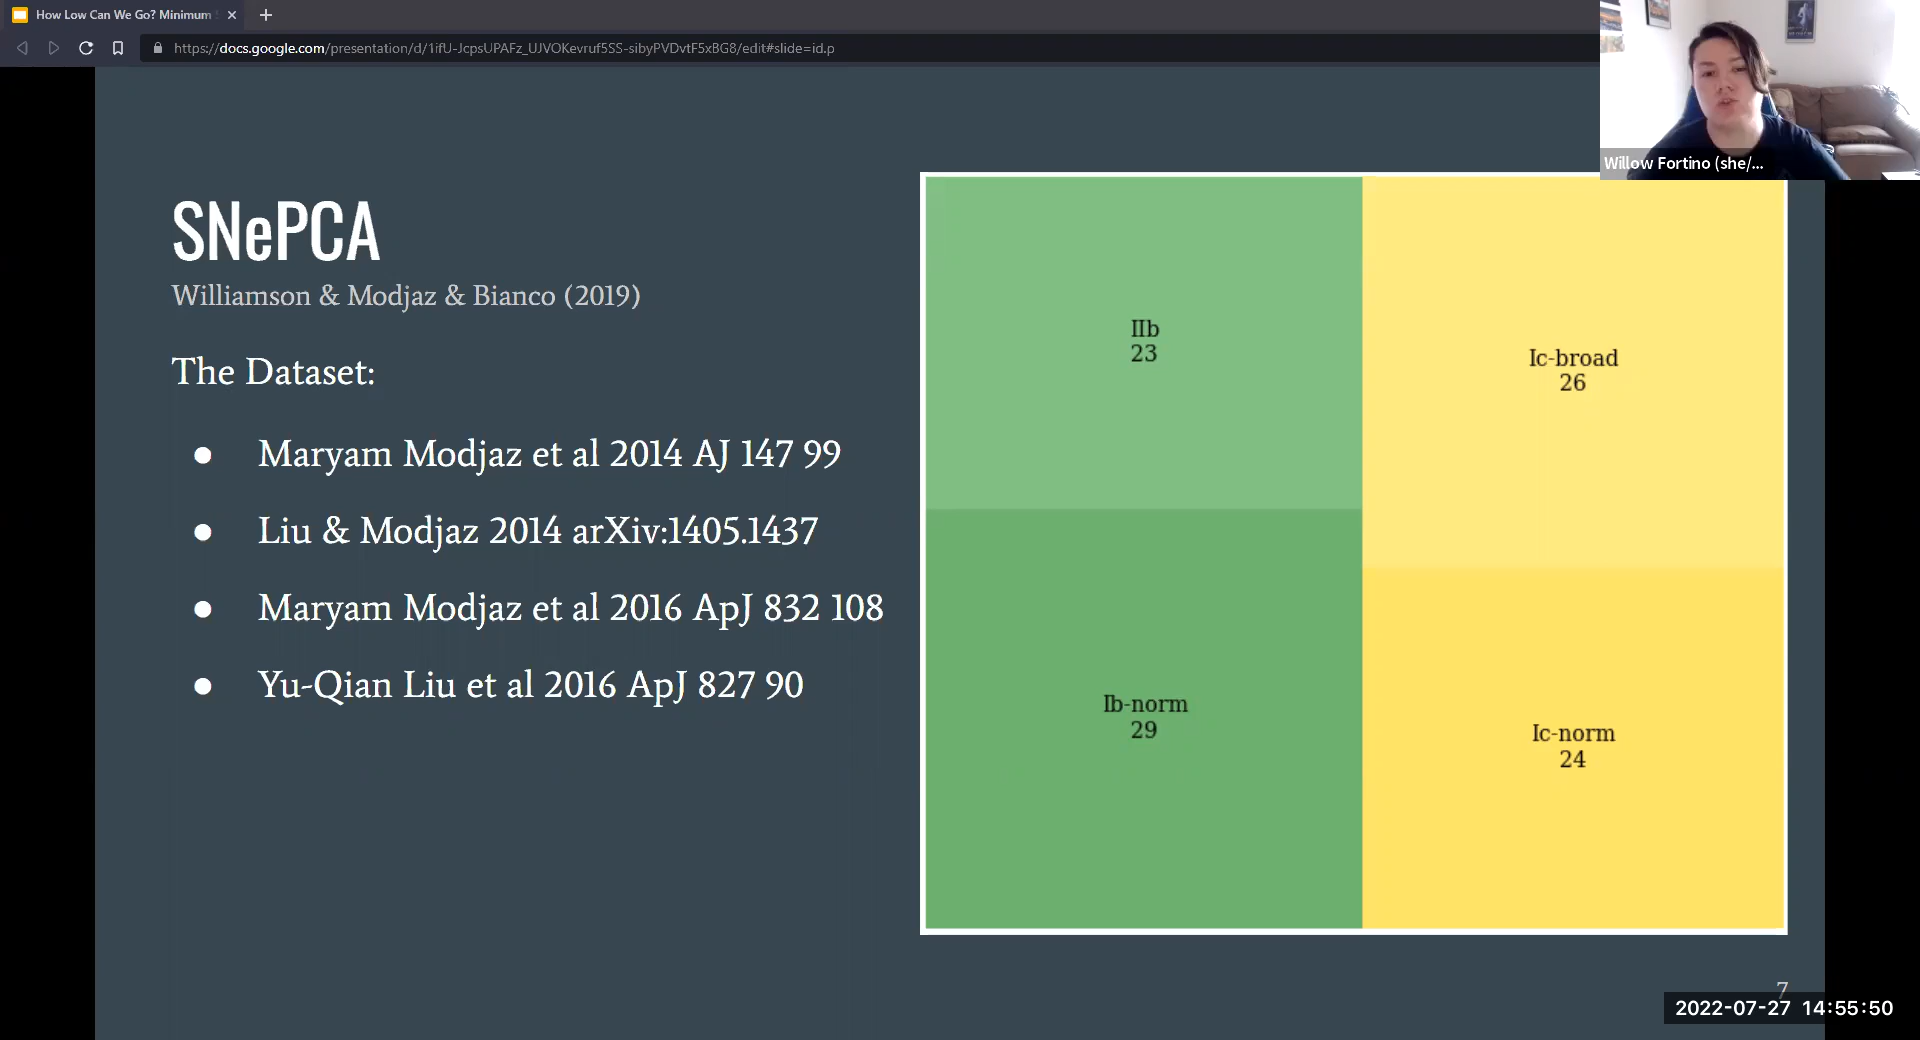 How Low Can We Go? Minimum
https://docs.google.com/presentation/d/1ifU-JcpsUPAFz_UJVOKevruf5SS-sibyPVDvtF5xBG8/edit#slide=id.p
Willow Fortino (she/...
SNePCA
Williamson & Modjaz & Bianco (2019)
The Dataset:
● Maryam Modjaz et al 2014 AJ 147 99
● Liu & Modjaz 2014 arXiv:1405.1437
● Maryam Modjaz et al 2016 ApJ 832 108
● Yu-Qian Liu et al 2016 ApJ 827 90
IIb
23
Ic-broad
26
Ib-norm
29
Ic-norm
24
7
2022-07-27 14:55:50